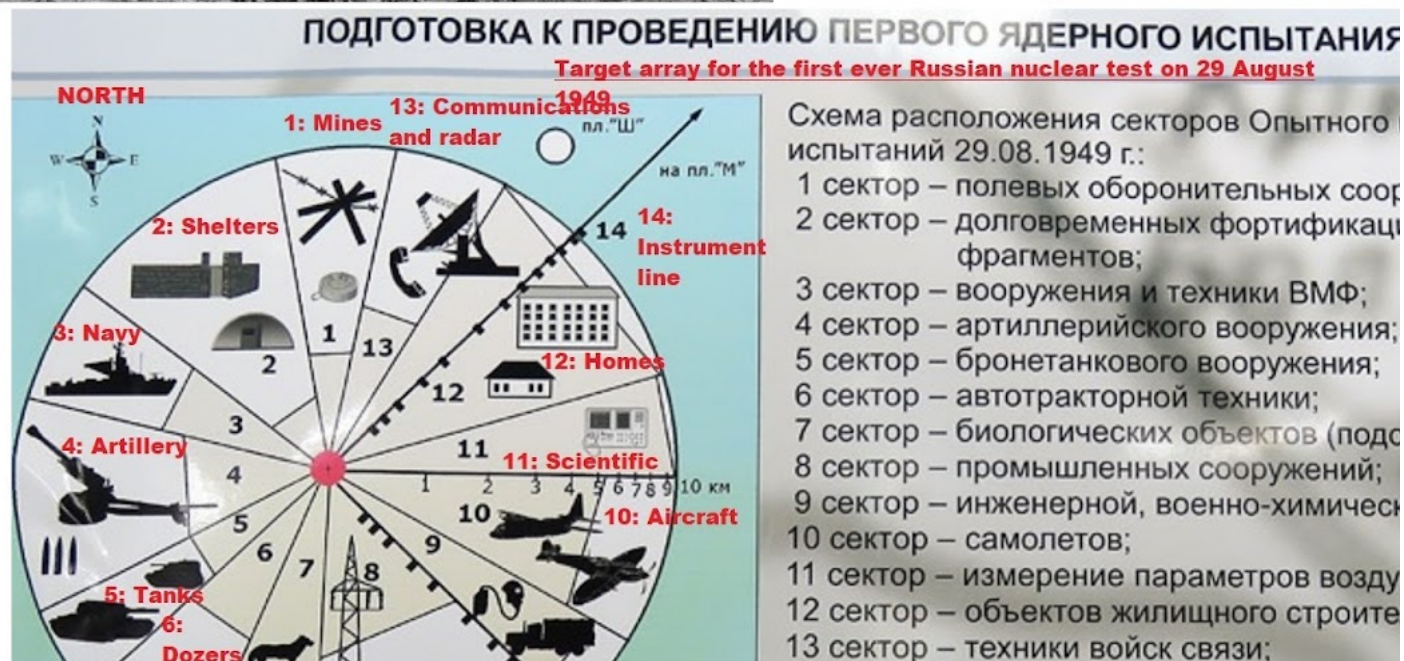 ПОДГОТОВКА К ПРОВЕДЕНИЮ ПЕРВОГО ЯДЕРНОГО ИСПЫТАНИЯ
Target array for the first ever Russian nuclear test on 29 August
1949
NORTH
N
W E
S
1: Mines
13: Communications
and radar
пл."Ш"
на пл."М"
2: Shelters
14
14:
Instrument
line
3: Navy
1
13
2
12: Homes
12
3
4: Artillery
11
11: Scientific
4
1 2 3 4 5 6 7 8 9 10 км
10
10: Aircraft
5
9
6
7
8
5: Tanks
6:
Dozers
Схема расположения секторов Опытного
испытаний 29.08.1949 г.:
1 сектор – полевых оборонительных соор
2 сектор – долговременных фортификаци
фрагментов;
3 сектор – вооружения и техники ВМФ;
4 сектор – артиллерийского вооружения;
5 сектор – бронетанкового вооружения;
6 сектор – автотракторной техники;
7 сектор – биологических объектов (подо
8 сектор – промышленных сооружений;
9 сектор – инженерной, военно-химическ
10 сектор – самолетов;
11 сектор – измерение параметров возду
12 сектор – объектов жилищного строите
13 сектор – техники войск связи;